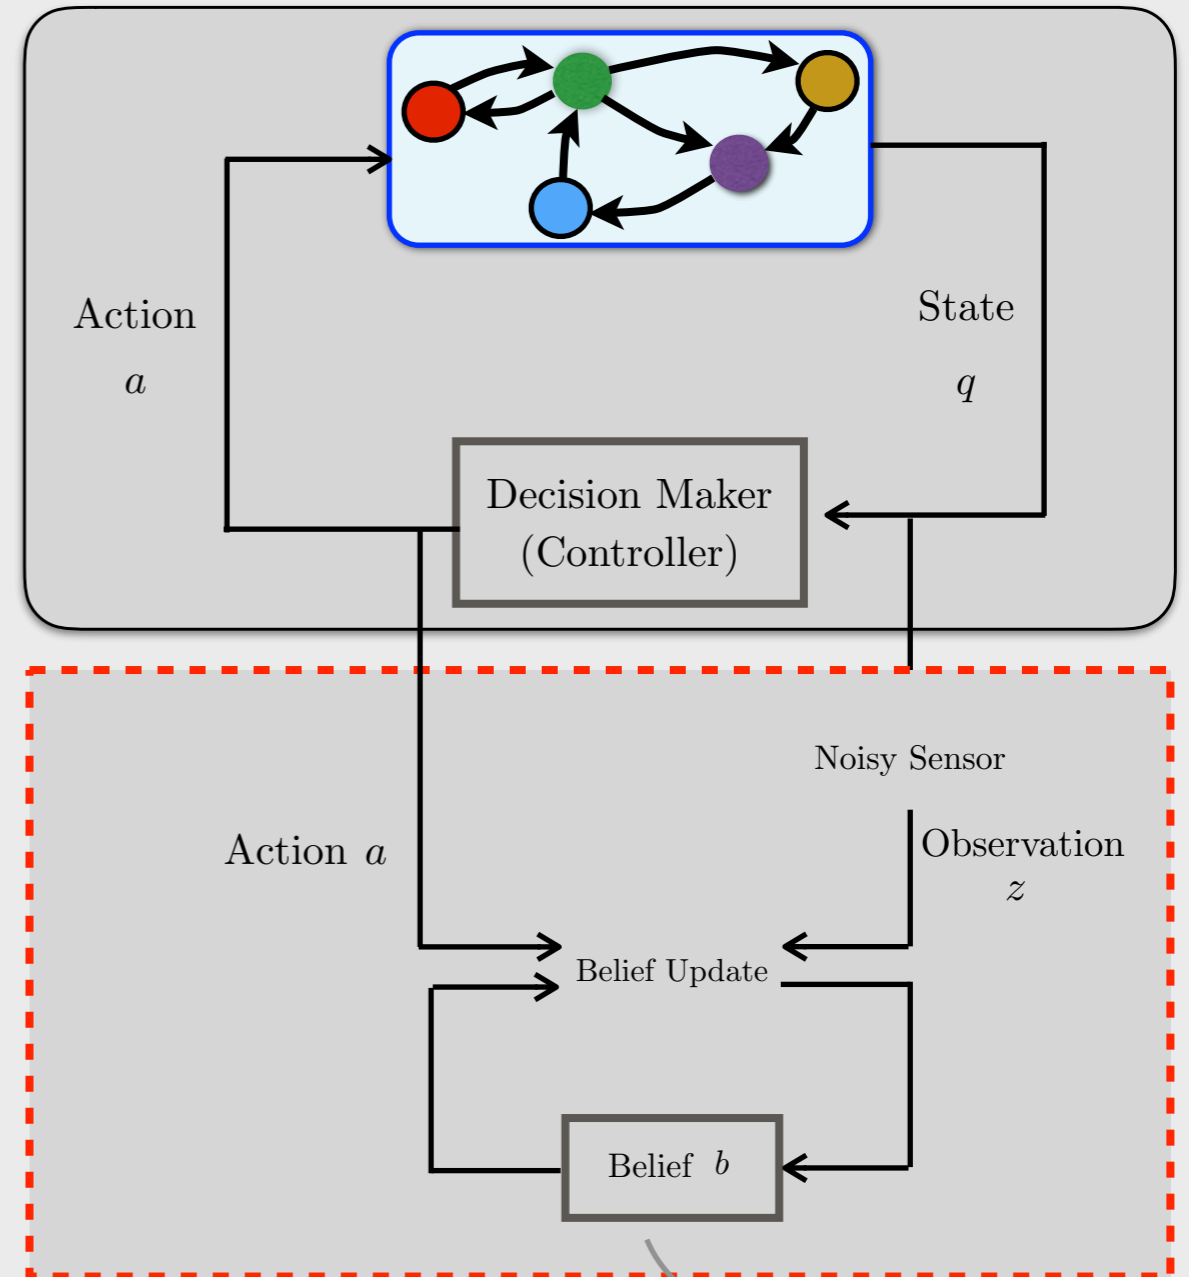 Action
a
State
q
Decision Maker
(Controller)
Noisy Sensor
Action a
Observation
z
Belief Update
Belief b